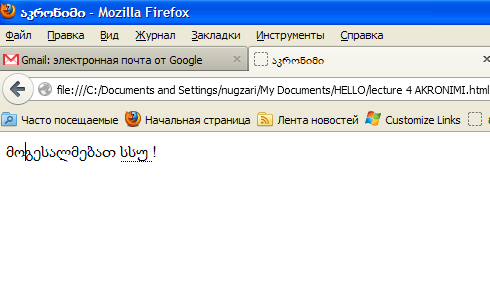 აკრონიმი - Mozilla Firefox
Файл Правка Вид Журнал Закладки Инструменты Справка
Gmail: электронная почта от Google აკრონიმი
file:///C:/Documents and Settings/nugzari/My Documents/HELLO/lecture 4 AKRONIMI.html
Часто посещаемые Начальная страница Лента новостей Customize Links
მოგესალმებათ სსუ !